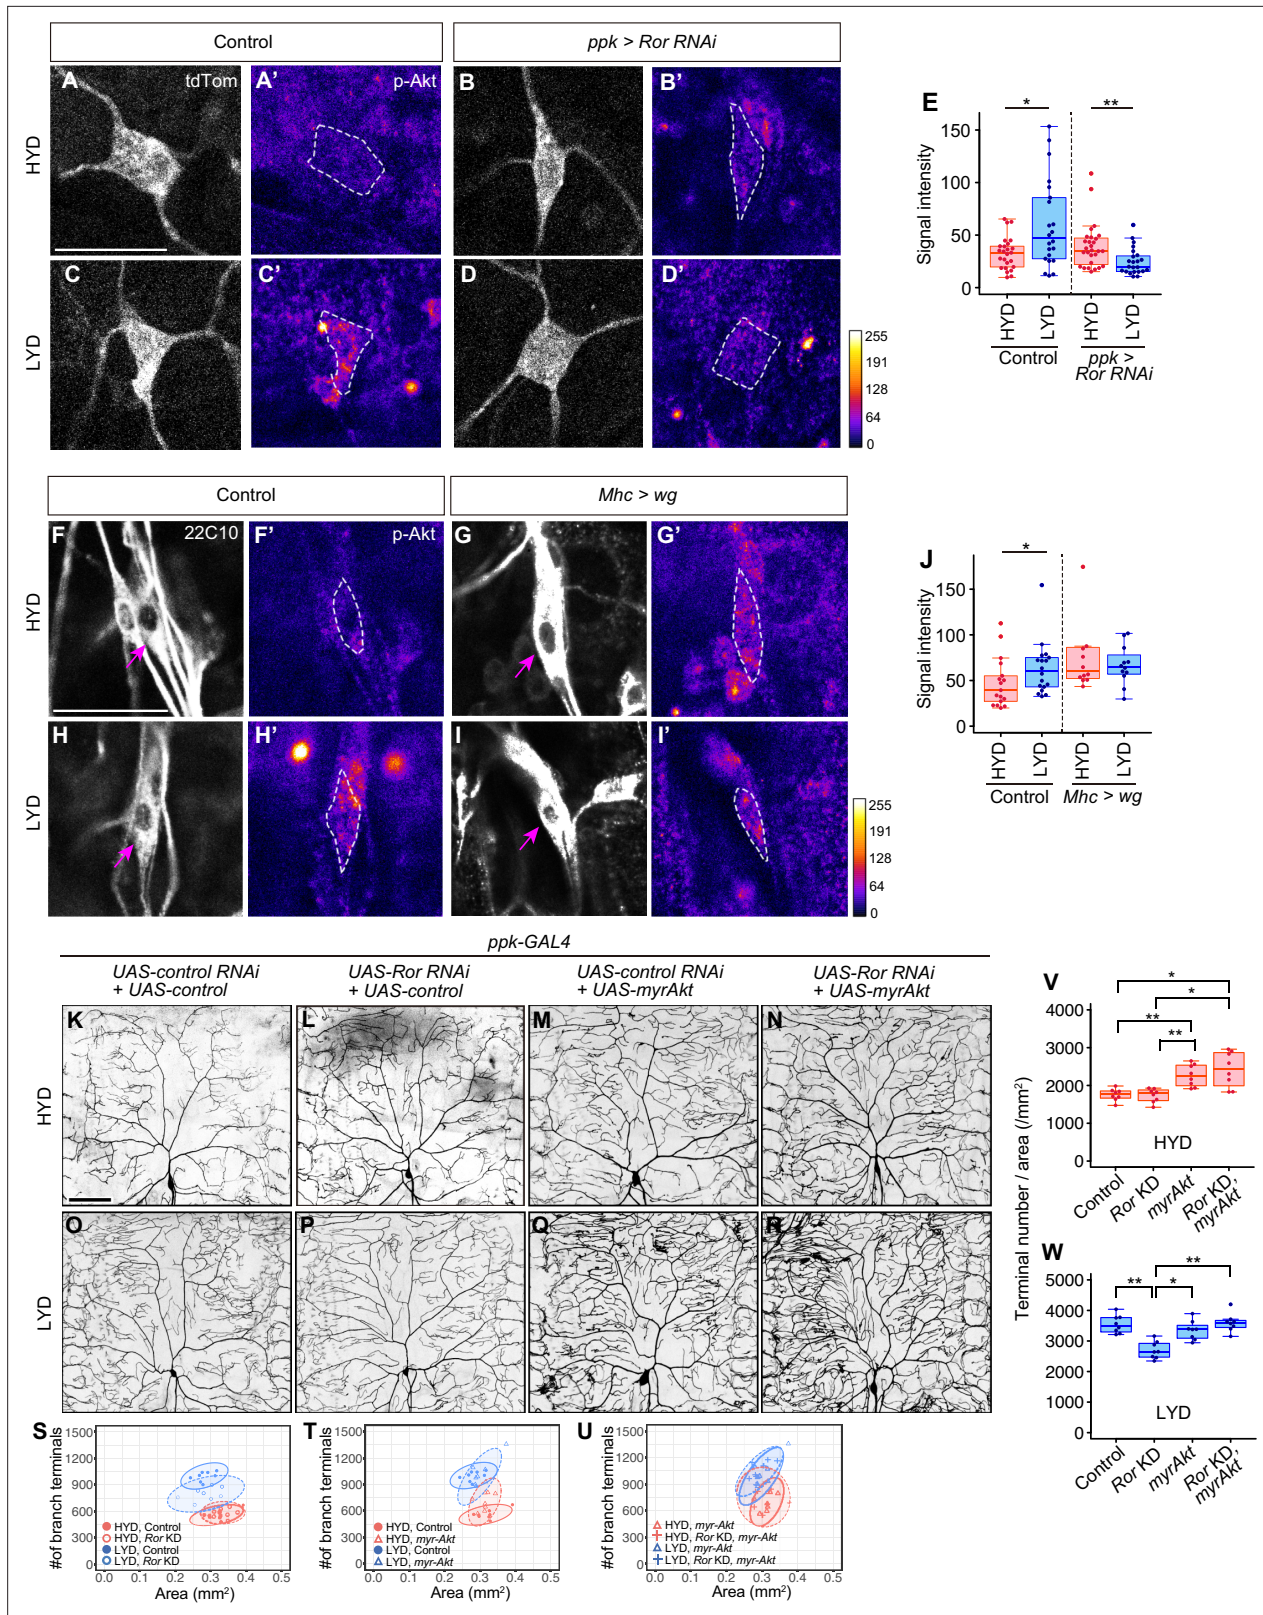 Control
ppk > Ror RNAi
A
tdTom
A'
p-Akt
B
B'
HYD
C
C'
D
D'
LYD
255
191
128
64
0
E
Signal intensity
150
100
50
0
*
**
HYD
LYD
HYD
LYD
Control
ppk >
Ror RNAi
Control
Mhc > wg
F
22C10
F'
p-Akt
G
G'
HYD
H
H'
I
I'
LYD
255
191
128
64
0
J
Signal intensity
150
100
50
0
*
HYD
LYD
HYD
LYD
Control
Mhc > wg
ppk-GAL4
UAS-control RNAi
+ UAS-control
UAS-Ror RNAi
+ UAS-control
UAS-control RNAi
+ UAS-myrAkt
UAS-Ror RNAi
+ UAS-myrAkt
K
L
M
N
HYD
O
P
Q
R
LYD
V
Terminal number / area (/mm²)
4000
3000
2000
1000
0
*
*
**
**
HYD
Control
Ror KD
myrAkt
Ror KD,
myrAkt
W
5000
4000
3000
2000
1000
0
**
*
**
LYD
Control
Ror KD
myrAkt
Ror KD,
myrAkt
S
#of branch terminals
1500
1200
900
600
300
0
HYD, Control
HYD, Ror KD
LYD, Control
LYD, Ror KD
0.0 0.1 0.2 0.3 0.4 0.5
Area (mm²)
T
#of branch terminals
1500
1200
900
600
300
0
HYD, Control
HYD, myr-Akt
LYD, Control
LYD, myr-Akt
0.0 0.1 0.2 0.3 0.4 0.5
Area (mm²)
U
#of branch terminals
1500
1200
900
600
300
0
HYD, myr-Akt
HYD, Ror KD, myr-Akt
LYD, myr-Akt
LYD, Ror KD, myr-Akt
0.0 0.1 0.2 0.3 0.4 0.5
Area (mm²)